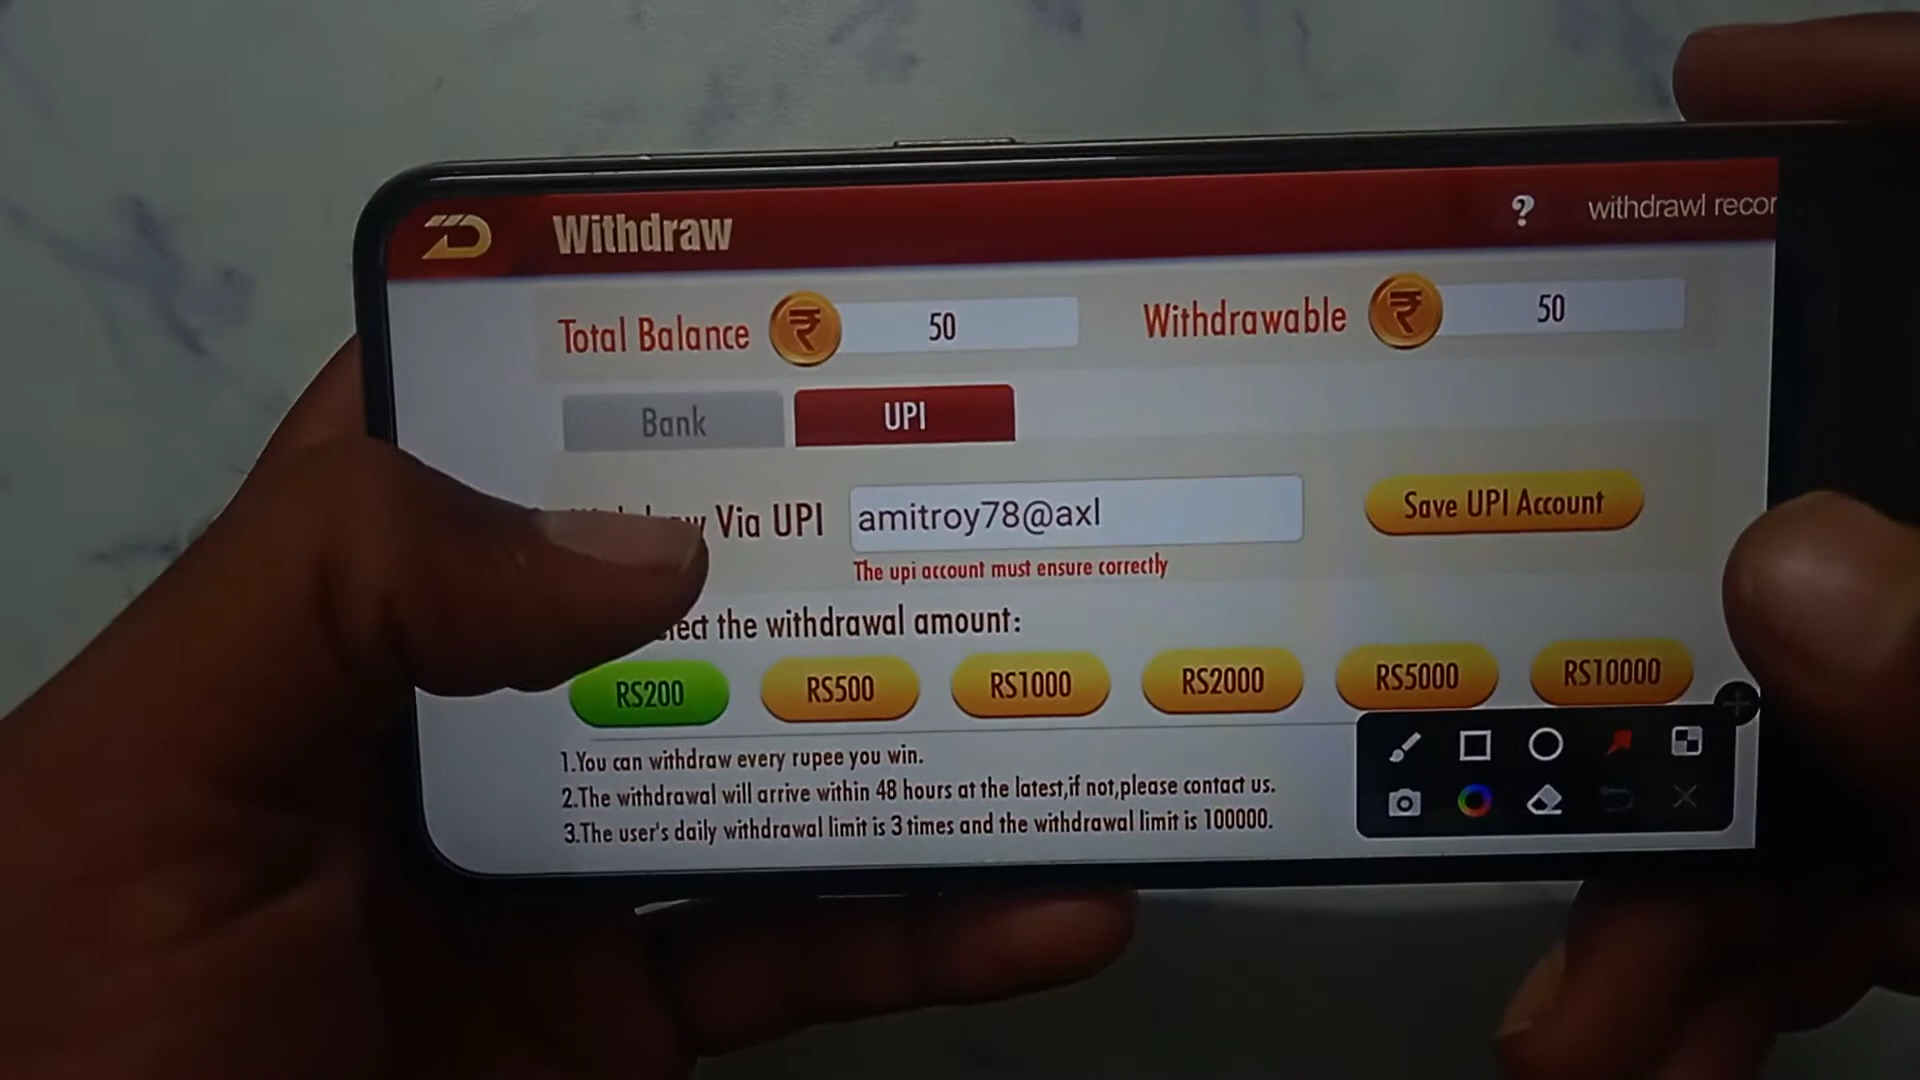 Withdraw ? withdrawl recor
Total Balance ₹ 50 Withdrawable ₹ 50
Bank UPI
Via UPI amitroy78@axl Save UPI Account
The upi account must ensure correctly
the withdrawal amount:
RS200 RS500 RS1000 RS2000 RS5000 RS10000
1.You can withdraw every rupee you win.
2.The withdrawal will arrive within 48 hours at the latest,if not,please contact us.
3.The user's daily withdrawal limit is 3 times and the withdrawal limit is 100000.